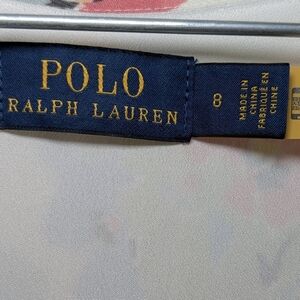 POLO
RALPH LAUREN
8
MADE IN
CHINA
FABRIQUÉ EN
CHINE